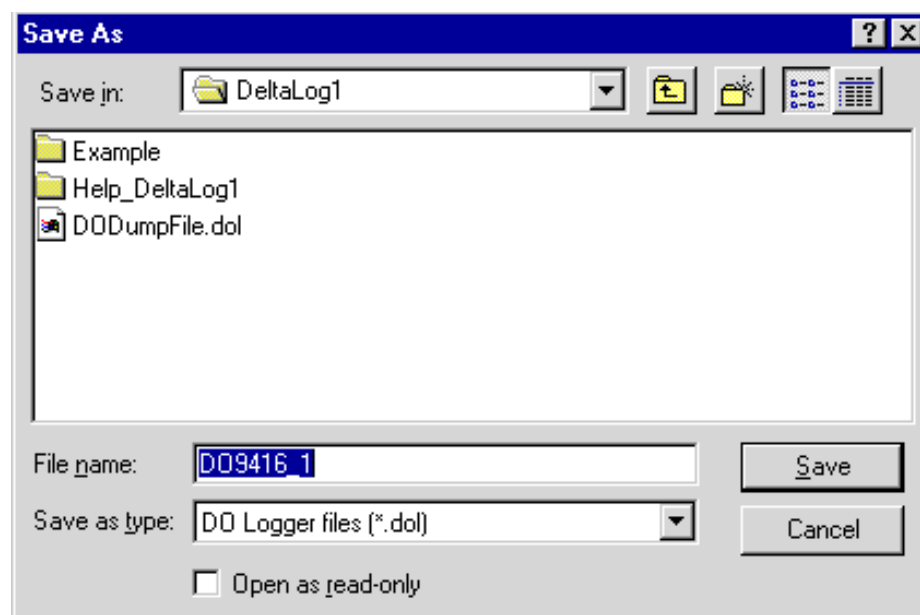 Save As
Save in: DeltaLog1
Example
Help_DeltaLog1
DODumpFile.dol
File name: DO9416_1 Save
Save as type: DO Logger files (*.dol) Cancel
Open as read-only